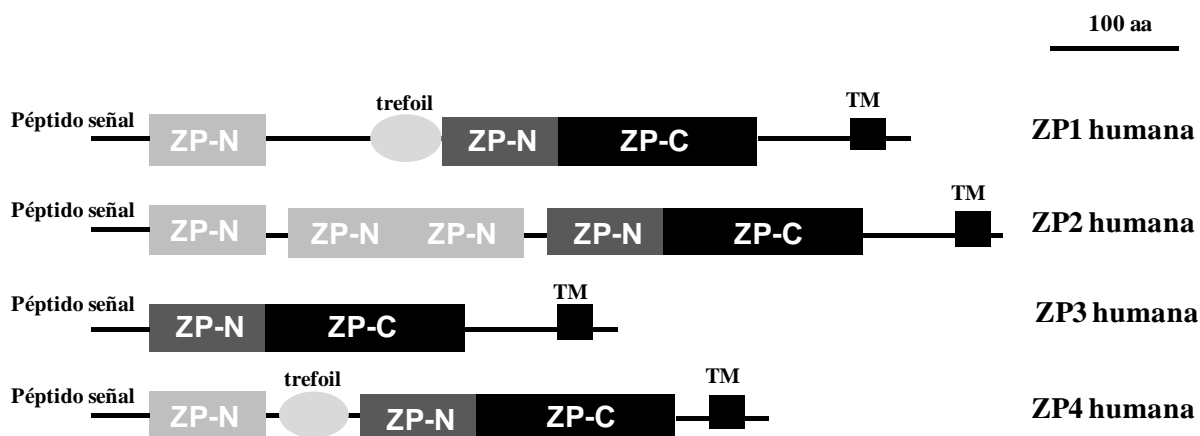 100 aa
Péptido señal ZP-N trefoil ZP-N ZP-C TM ZP1 humana
Péptido señal ZP-N ZP-N ZP-N ZP-N ZP-C TM ZP2 humana
Péptido señal ZP-N ZP-C TM ZP3 humana
Péptido señal ZP-N trefoil ZP-N ZP-C TM ZP4 humana